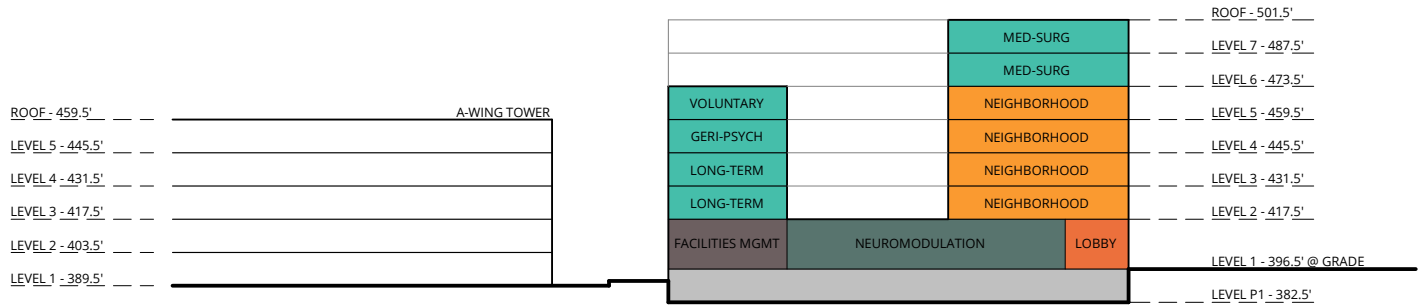 ROOF - 501.5'
MED-SURG
LEVEL 7 - 487.5'
MED-SURG
LEVEL 6 - 473.5'
VOLUNTARY
NEIGHBORHOOD
ROOF - 459.5'
A-WING TOWER
LEVEL 5 - 459.5'
GERI-PSYCH
NEIGHBORHOOD
LEVEL 5 - 445.5'
LEVEL 4 - 445.5'
LONG-TERM
NEIGHBORHOOD
LEVEL 4 - 431.5'
LEVEL 3 - 431.5'
LONG-TERM
NEIGHBORHOOD
LEVEL 3 - 417.5'
LEVEL 2 - 417.5'
LEVEL 2 - 403.5'
FACILITIES MGMT
NEUROMODULATION
LOBBY
LEVEL 1 - 396.5' @ GRADE
LEVEL 1 - 389.5'
LEVEL P1 - 382.5'